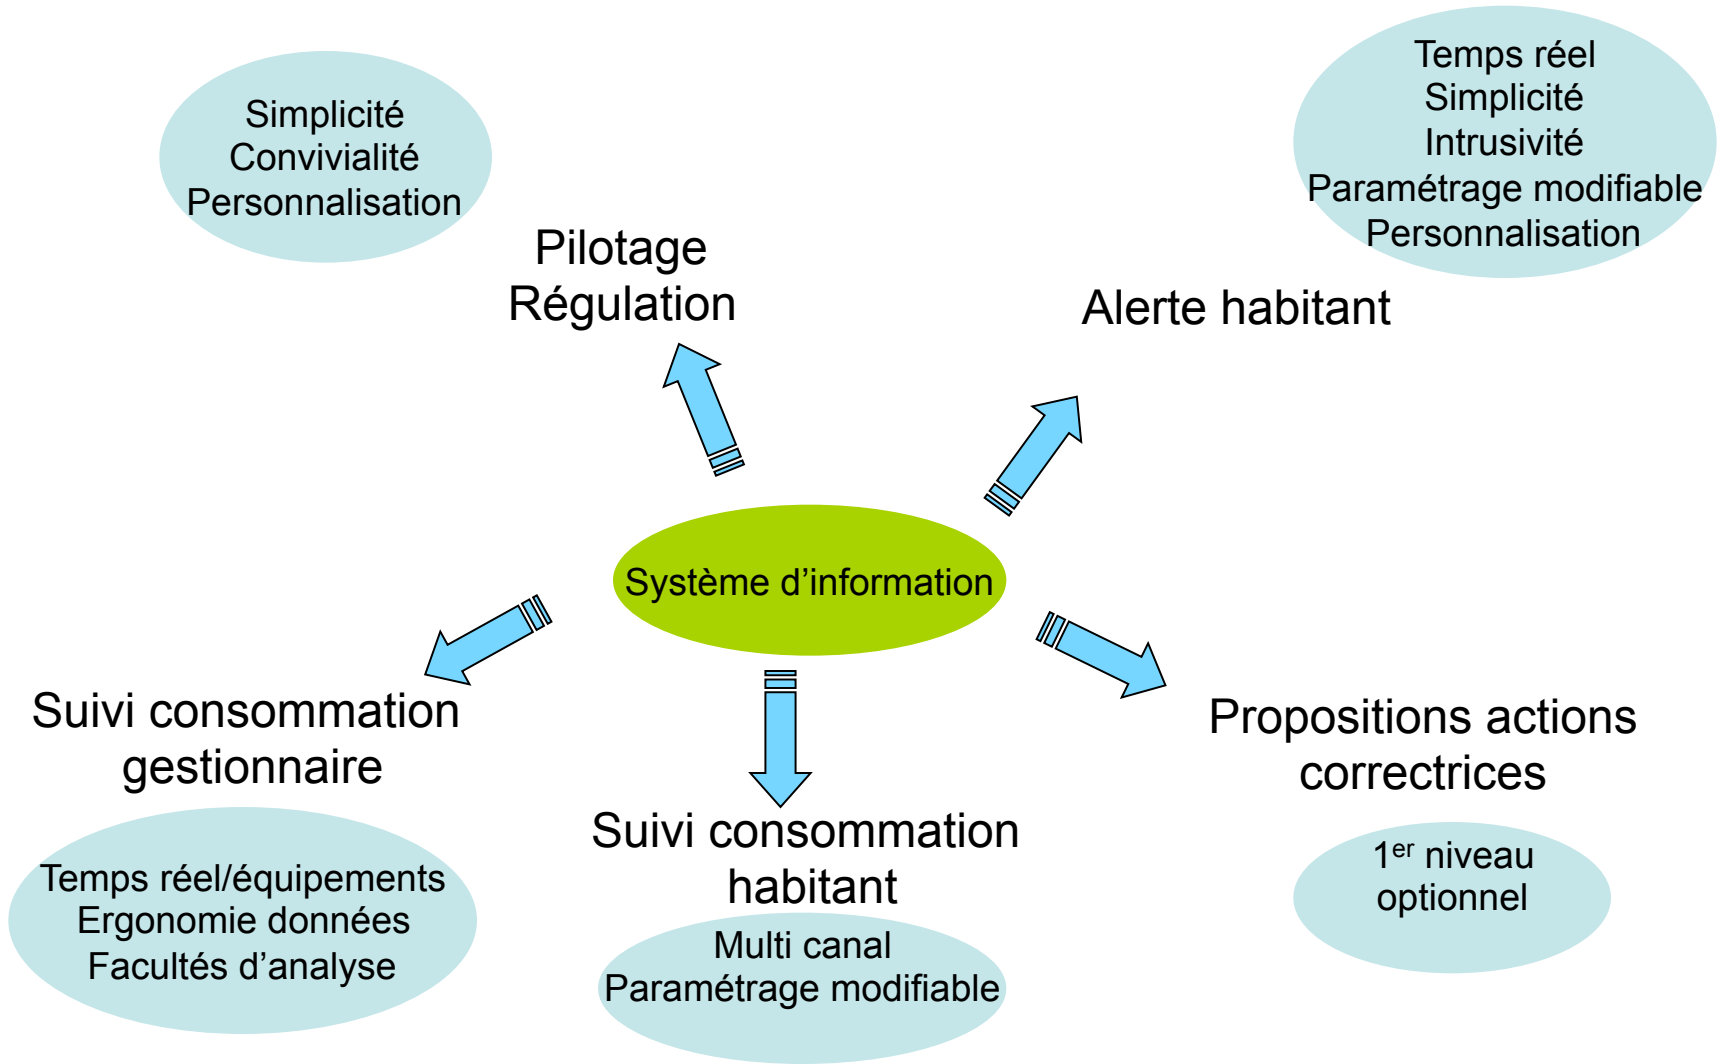 Simplicité
Convivialité
Personnalisation
Pilotage
Régulation
Temps réel
Simplicité
Intrusivité
Paramétrage modifiable
Personnalisation
Alerte habitant
Système d’information
Suivi consommation
gestionnaire
Temps réel/équipements
Ergonomie données
Facultés d’analyse
Suivi consommation
habitant
Multi canal
Paramétrage modifiable
Propositions actions
correctrices
1er niveau
optionnel